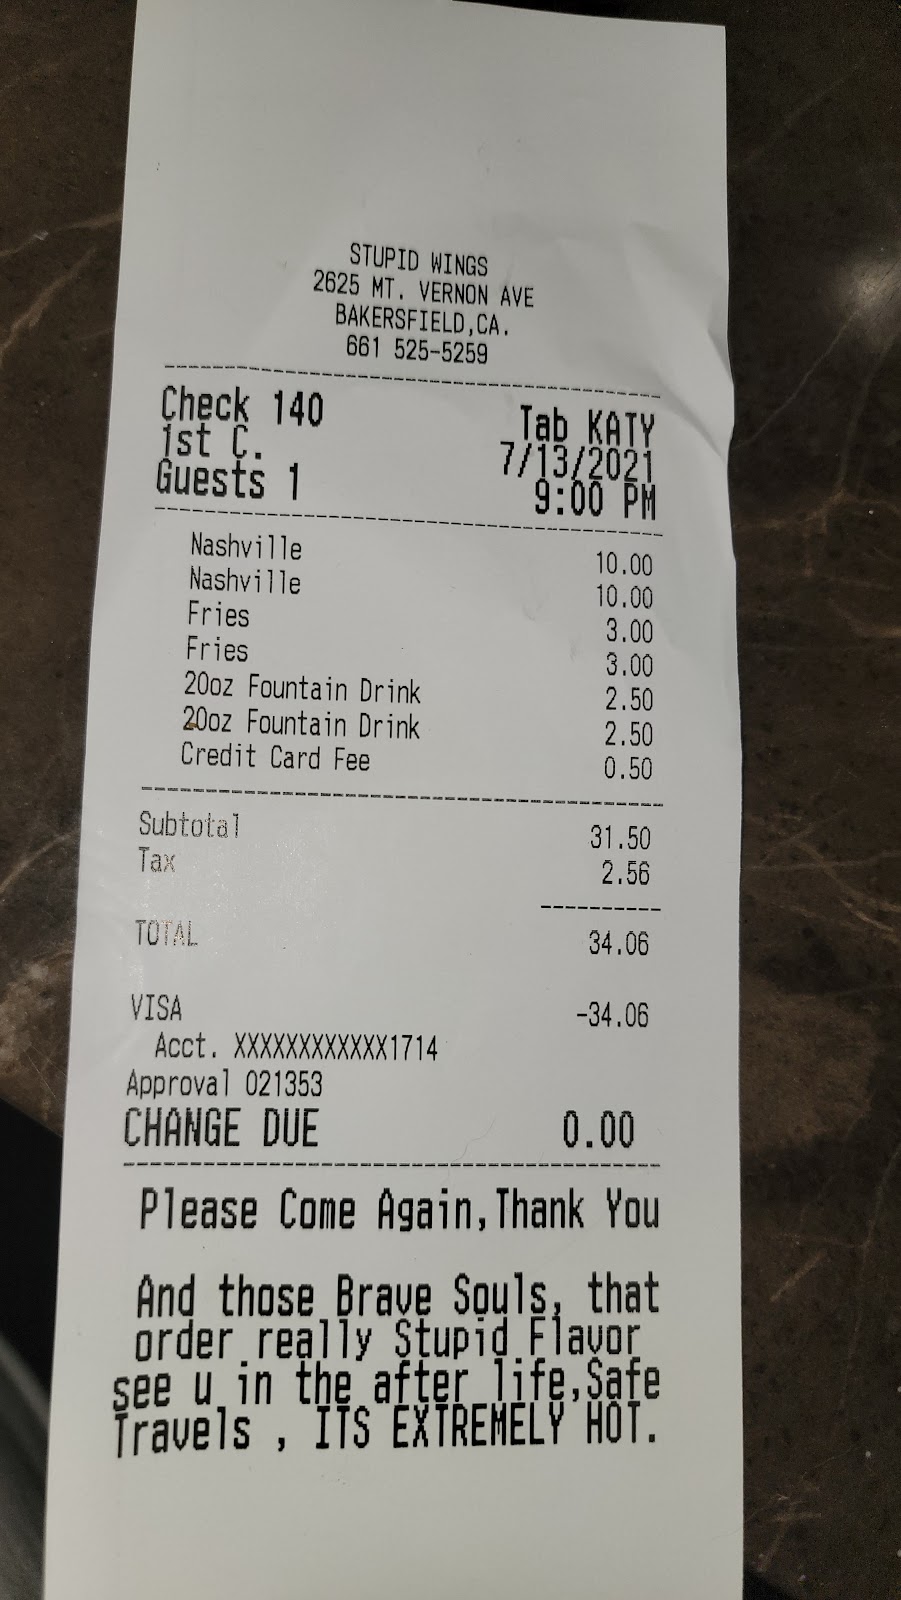 STUPID WINGS
2625 MT. VERNON AVE
BAKERSFIELD,CA.
661 525-5259
Check 140 Tab KATY
1st C. 7/13/2021
Guests 1 9:00 PM
Nashville 10.00
Nashville 10.00
Fries 3.00
Fries 3.00
20oz Fountain Drink 2.50
20oz Fountain Drink 2.50
Credit Card Fee 0.50
Subtotal 31.50
Tax 2.56
TOTAL 34.06
VISA -34.06
Acct. XXXXXXXXXXXX1714
Approval 021353
CHANGE DUE 0.00
Please Come Again,Thank You
And those Brave Souls, that
order really Stupid Flavor
see u in the after life,Safe
Travels , ITS EXTREMELY HOT.